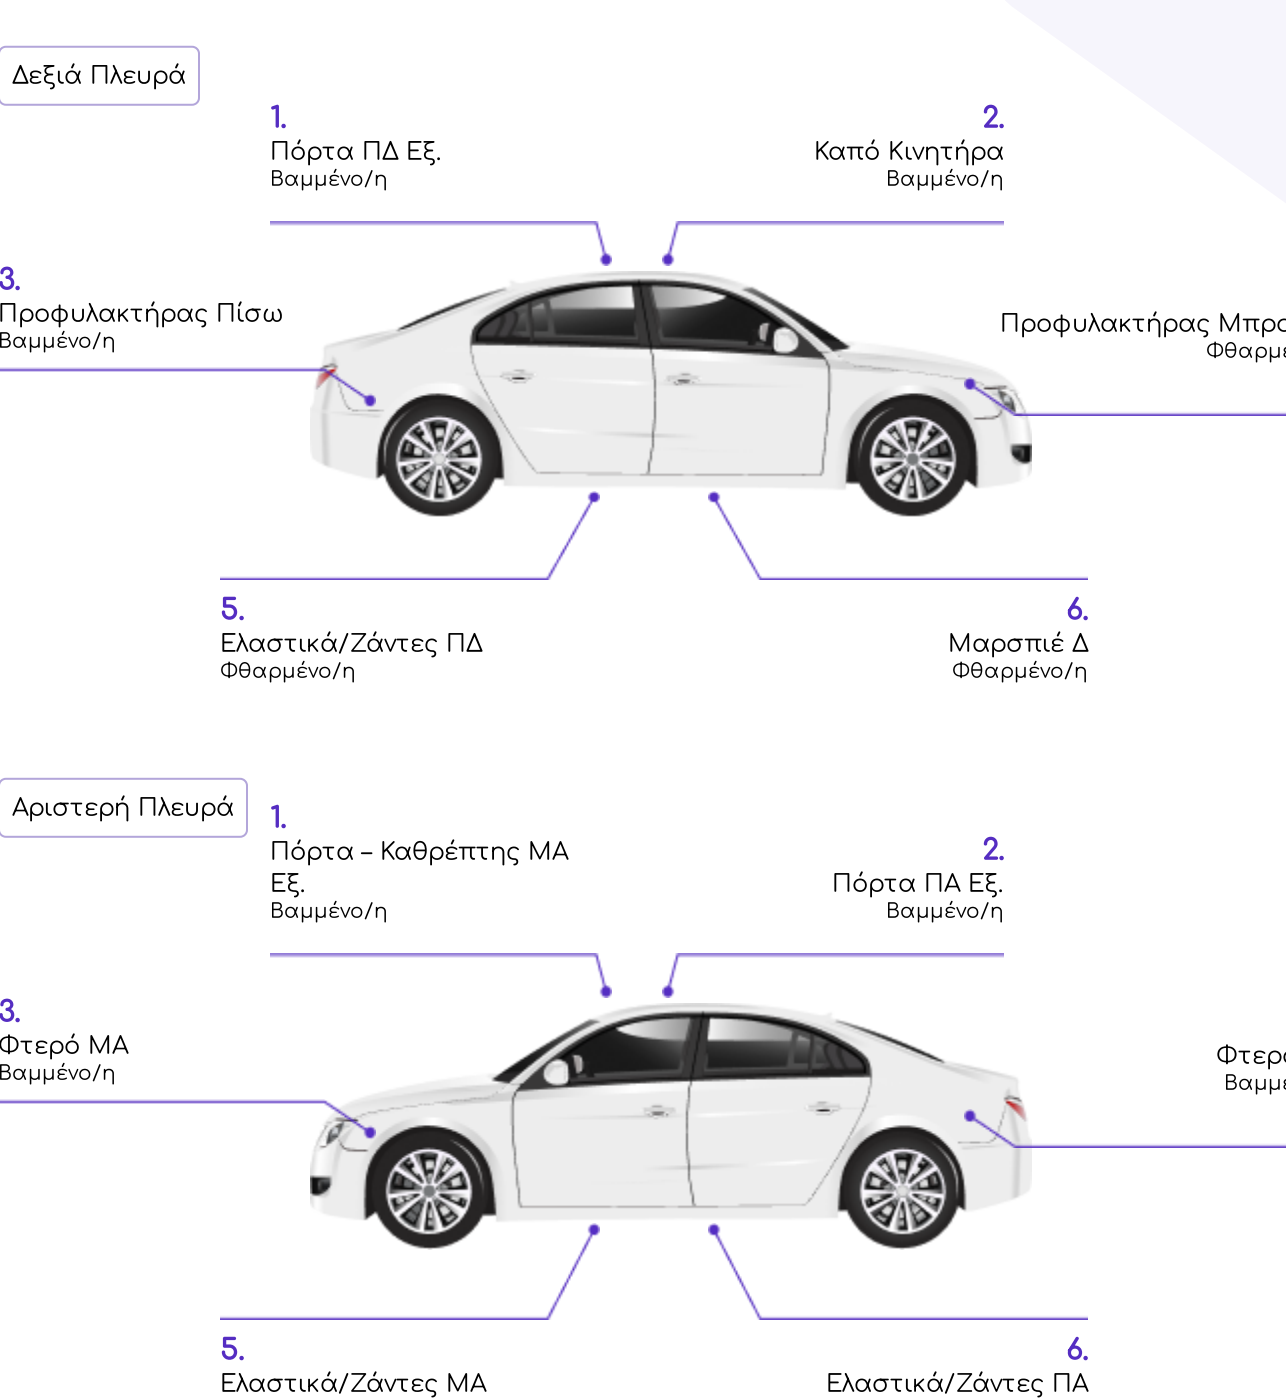 Δεξιά Πλευρά
1.
Πόρτα ΠΔ Εξ.
Βαμμένο/η
2.
Καπό Κινητήρα
Βαμμένο/η
3.
Προφυλακτήρας Πίσω
Βαμμένο/η
Προφυλακτήρας
5.
Ελαστικά/Ζάντες ΠΔ
Φθαρμένο/η
6.
Μαρσπιέ Δ
Φθαρμένο/η
Αριστερή Πλευρά
1.
Πόρτα – Καθρέπτης ΜΑ
Εξ.
Βαμμένο/η
2.
Πόρτα ΠΑ Εξ.
Βαμμένο/η
3.
Φτερό ΜΑ
Βαμμένο/η
5.
Ελαστικά/Ζάντες ΜΑ
6.
Ελαστικά/Ζάντες ΠΑ